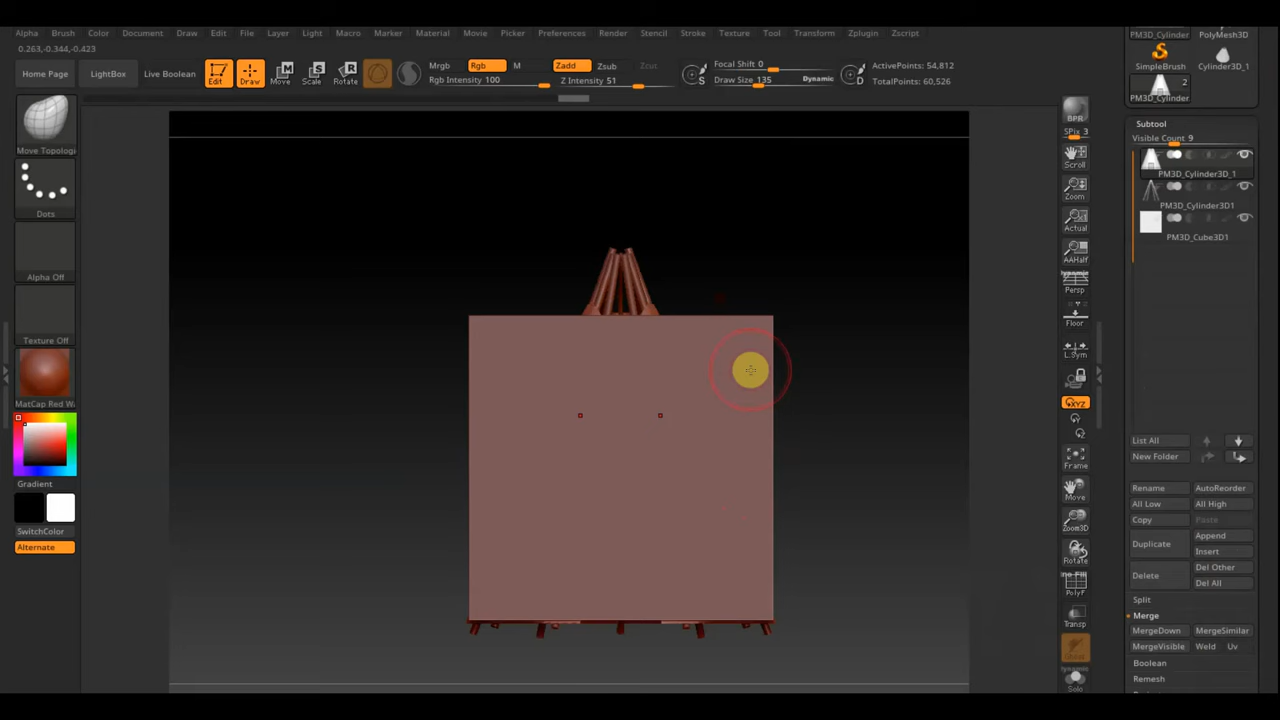 Alpha Brush Color Document Draw Edit File Layer Light Macro Marker Material Movie Picker Preferences Render Stencil Stroke Texture Tool Transform Zplugin Zscript
0.263,-0.344,-0.423
Home Page
LightBox
Live Boolean
Edit
Draw
Move
Scale
Rotate
Mrgb
Rgb
M
Rgb Intensity 100
Zadd
Zsub
Zcut
Z Intensity 51
S
Focal Shift 0
Draw Size 135
Dynamic
D
ActivePoints: 54,812
TotalPoints: 60,526
PM3D_Cylinder PolyMesh3D
SimpleBrush Cylinder3D_1
2
PM3D_Cylinder
Move Topologi
Dots
Alpha Off
Texture Off
MatCap Red Wa
Gradient
SwitchColor
Alternate
BPR
SPix 3
Scroll
Zoom
Actual
AAHalf
Dynamic
Persp
Floor
L.Sym
XYZ
Y
Z
Frame
Move
Zoom3D
Rotate
Line Fill
PolyF
Transp
Dynamic
Solo
Subtool
Visible Count 9
PM3D_Cylinder3D_1
PM3D_Cylinder3D1
PM3D_Cube3D1
List All
New Folder
Rename AutoReorder
All Low All High
Copy Paste
Duplicate Append
Insert
Delete Del Other
Del All
Split
Merge
MergeDown MergeSimilar
MergeVisible Weld Uv
Boolean
Remesh